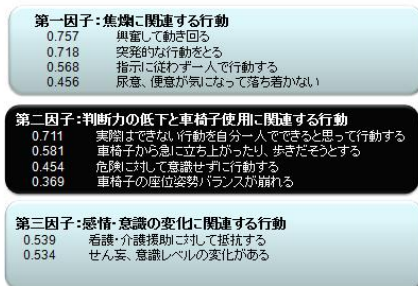 第一因子:焦燥に関連する行動
0.757 興奮して動き回る
0.718 突発的な行動をとる
0.568 指示に従わず一人で行動する
0.456 尿意、便意が気になって落ち着かない
第二因子:判断力の低下と車椅子使用に関連する行動
0.711 実際はできない行動を自分一人でできると思って行動する
0.581 車椅子から急に立ち上がったり、歩きだそうとする
0.454 危険に対して意識せずに行動する
0.369 車椅子の座位姿勢バランスが崩れる
第三因子:感情・意識の変化に関連する行動
0.539 看護・介護援助に対して抵抗する
0.534 せん妄、意識レベルの変化がある